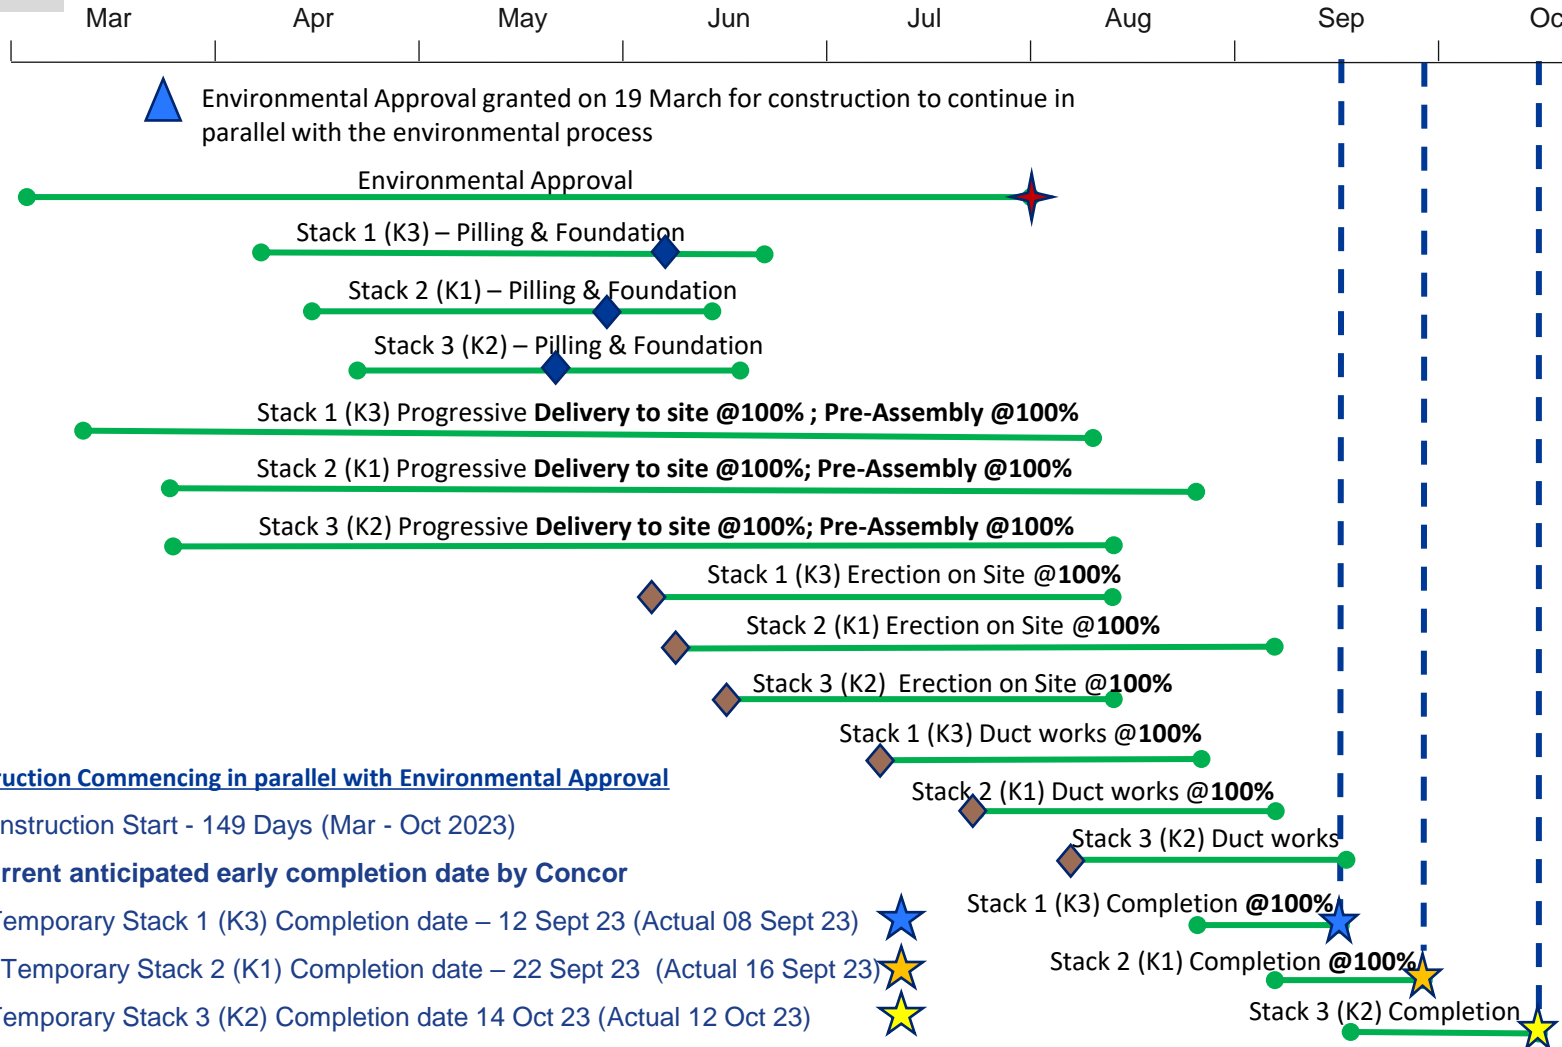 Mar Apr May Jun Jul Aug Sep Oc
Environmental Approval granted on 19 March for construction to continue in
parallel with the environmental process
Environmental Approval
Stack 1 (K3) – Pilling & Foundation
Stack 2 (K1) – Pilling & Foundation
Stack 3 (K2) – Pilling & Foundation
Stack 1 (K3) Progressive Delivery to site @100% ; Pre-Assembly @100%
Stack 2 (K1) Progressive Delivery to site @100%; Pre-Assembly @100%
Stack 3 (K2) Progressive Delivery to site @100%; Pre-Assembly @100%
Stack 1 (K3) Erection on Site @100%
Stack 2 (K1) Erection on Site @100%
Stack 3 (K2) Erection on Site @100%
Stack 1 (K3) Duct works @100%
ruction Commencing in parallel with Environmental Approval
Stack 2 (K1) Duct works @100%
nstruction Start - 149 Days (Mar - Oct 2023)
Stack 3 (K2) Duct works
rrent anticipated early completion date by Concor
Stack 1 (K3) Completion @100%
Temporary Stack 1 (K3) Completion date – 12 Sept 23 (Actual 08 Sept 23)
Stack 2 (K1) Completion @100%
Temporary Stack 2 (K1) Completion date – 22 Sept 23 (Actual 16 Sept 23)
Stack 3 (K2) Completion
Temporary Stack 3 (K2) Completion date 14 Oct 23 (Actual 12 Oct 23)